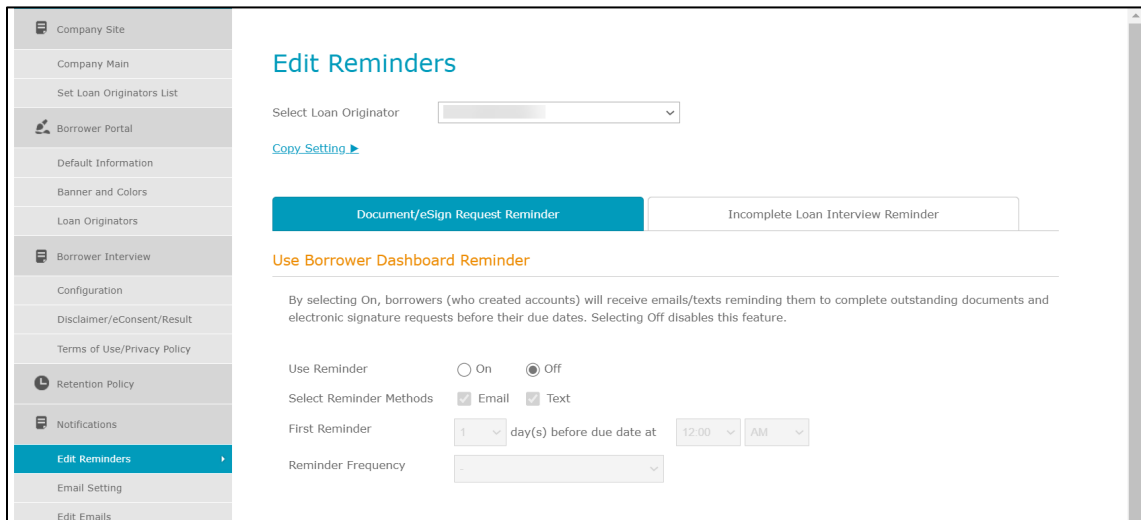 Company Site
Company Main
Set Loan Originators List
Borrower Portal
Default Information
Banner and Colors
Loan Originators
Borrower Interview
Configuration
Disclaimer/eConsent/Result
Terms of Use/Privacy Policy
Retention Policy
Notifications
Edit Reminders
Email Setting
Edit Emails
Edit Reminders
Select Loan Originator
Copy Setting ▶
Document/eSign Request Reminder
Incomplete Loan Interview Reminder
Use Borrower Dashboard Reminder
By selecting On, borrowers (who created accounts) will receive emails/texts reminding them to complete outstanding documents and
electronic signature requests before their due dates. Selecting Off disables this feature.
Use Reminder On Off
Select Reminder Methods Email Text
First Reminder 1 day(s) before due date at 12:00 AM
Reminder Frequency -